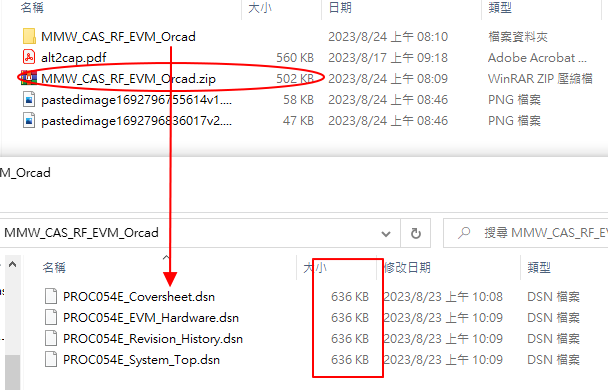 名稱 大小 日期 類型
MMW_CAS_RF_EVM_Orcad 2023/8/24 上午 08:10 檔案資料夾
alt2cap.pdf 560 KB 2023/8/17 上午 09:18 Adobe Acrobat ...
MMW_CAS_RF_EVM_Orcad.zip 502 KB 2023/8/24 上午 08:09 WinRAR ZIP 壓縮檔
pastedimage1692796755614v1.... 58 KB 2023/8/24 上午 08:46 PNG 檔案
pastedimage1692796836017v2.... 47 KB 2023/8/24 上午 08:46 PNG 檔案
M_Orcad
MMW_CAS_RF_EVM_Orcad 搜尋 MMW_CAS_RF_EV
名稱 大小 修改日期 類型
PROC054E_Coversheet.dsn 636 KB 2023/8/23 上午 10:08 DSN 檔案
PROC054E_EVM_Hardware.dsn 636 KB 2023/8/23 上午 10:09 DSN 檔案
PROC054E_Revision_History.dsn 636 KB 2023/8/23 上午 10:09 DSN 檔案
PROC054E_System_Top.dsn 636 KB 2023/8/23 上午 10:09 DSN 檔案